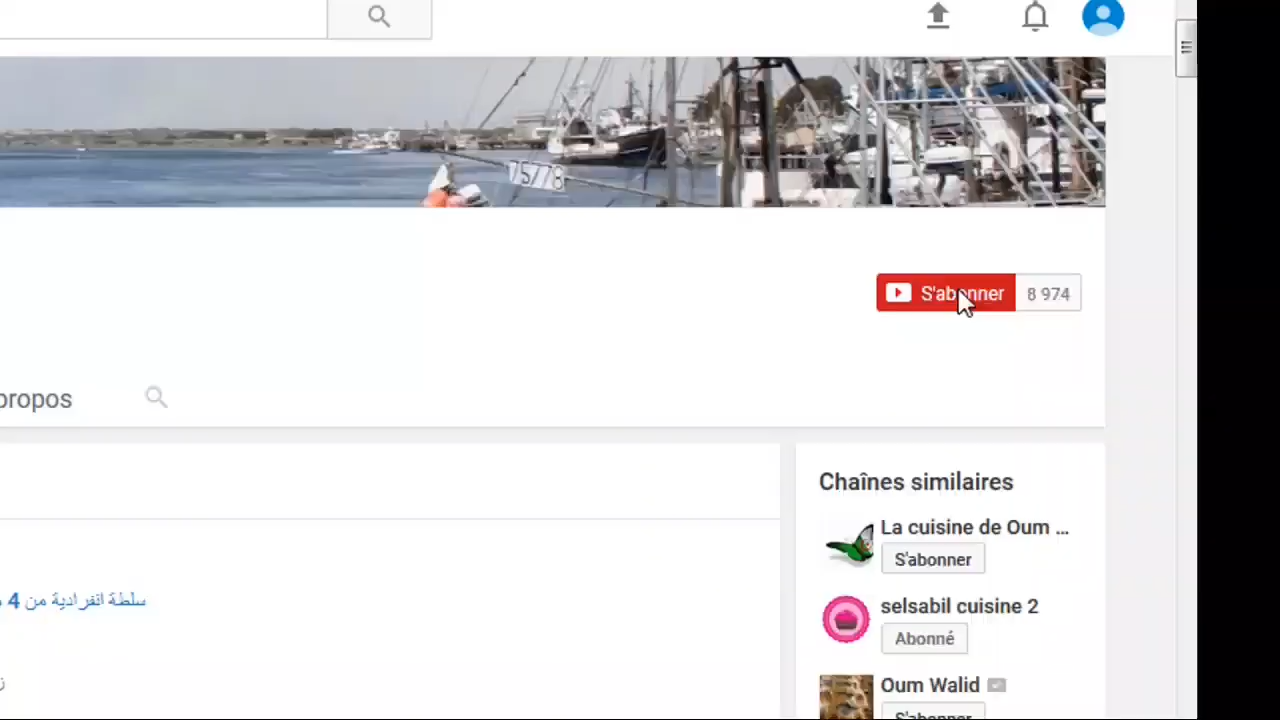 75778
S'abonner 8 974
propos
Chaînes similaires
La cuisine de Oum ...
S'abonner
selsabil cuisine 2
Abonné
Oum Walid
S'abonner
سلطة انفرادية من 4